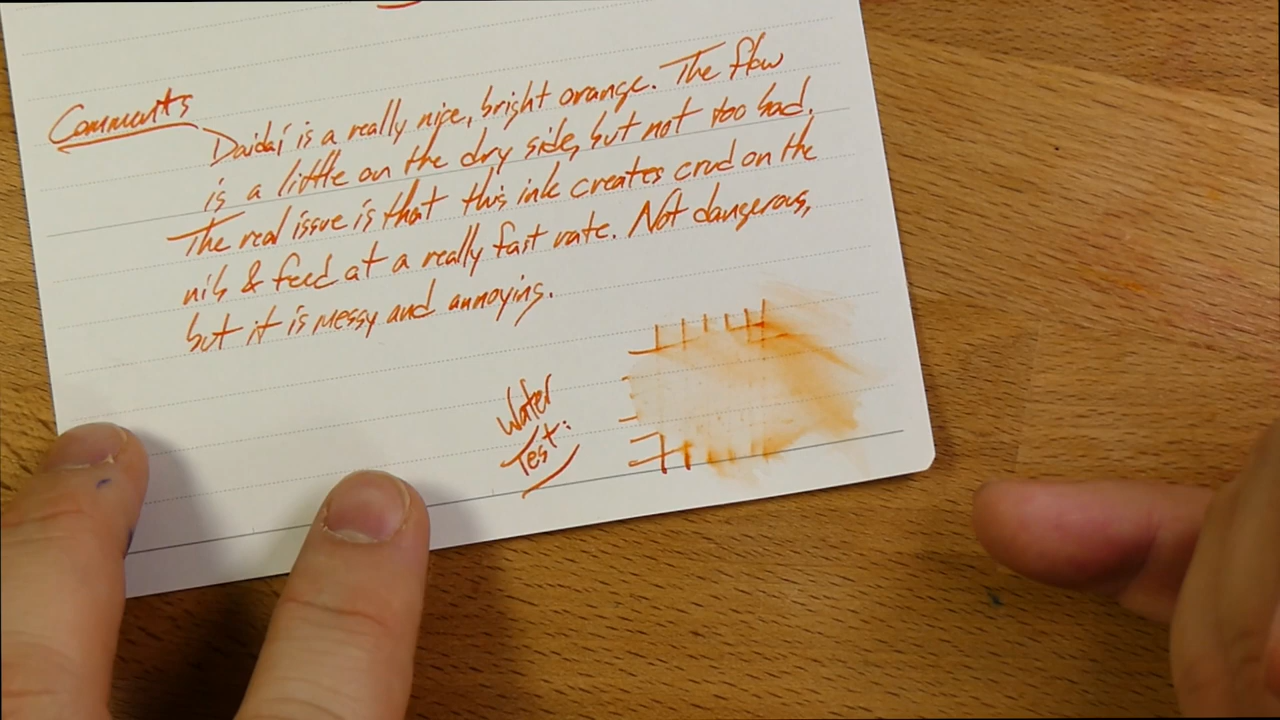 Comments
Daidai is a really nice, bright orange. The flow
is a little on the dry side, but not too bad.
The real issue is that this ink creates crud on the
nib & feed at a really fast rate. Not dangerous,
but it is messy and annoying.
Water
Test: